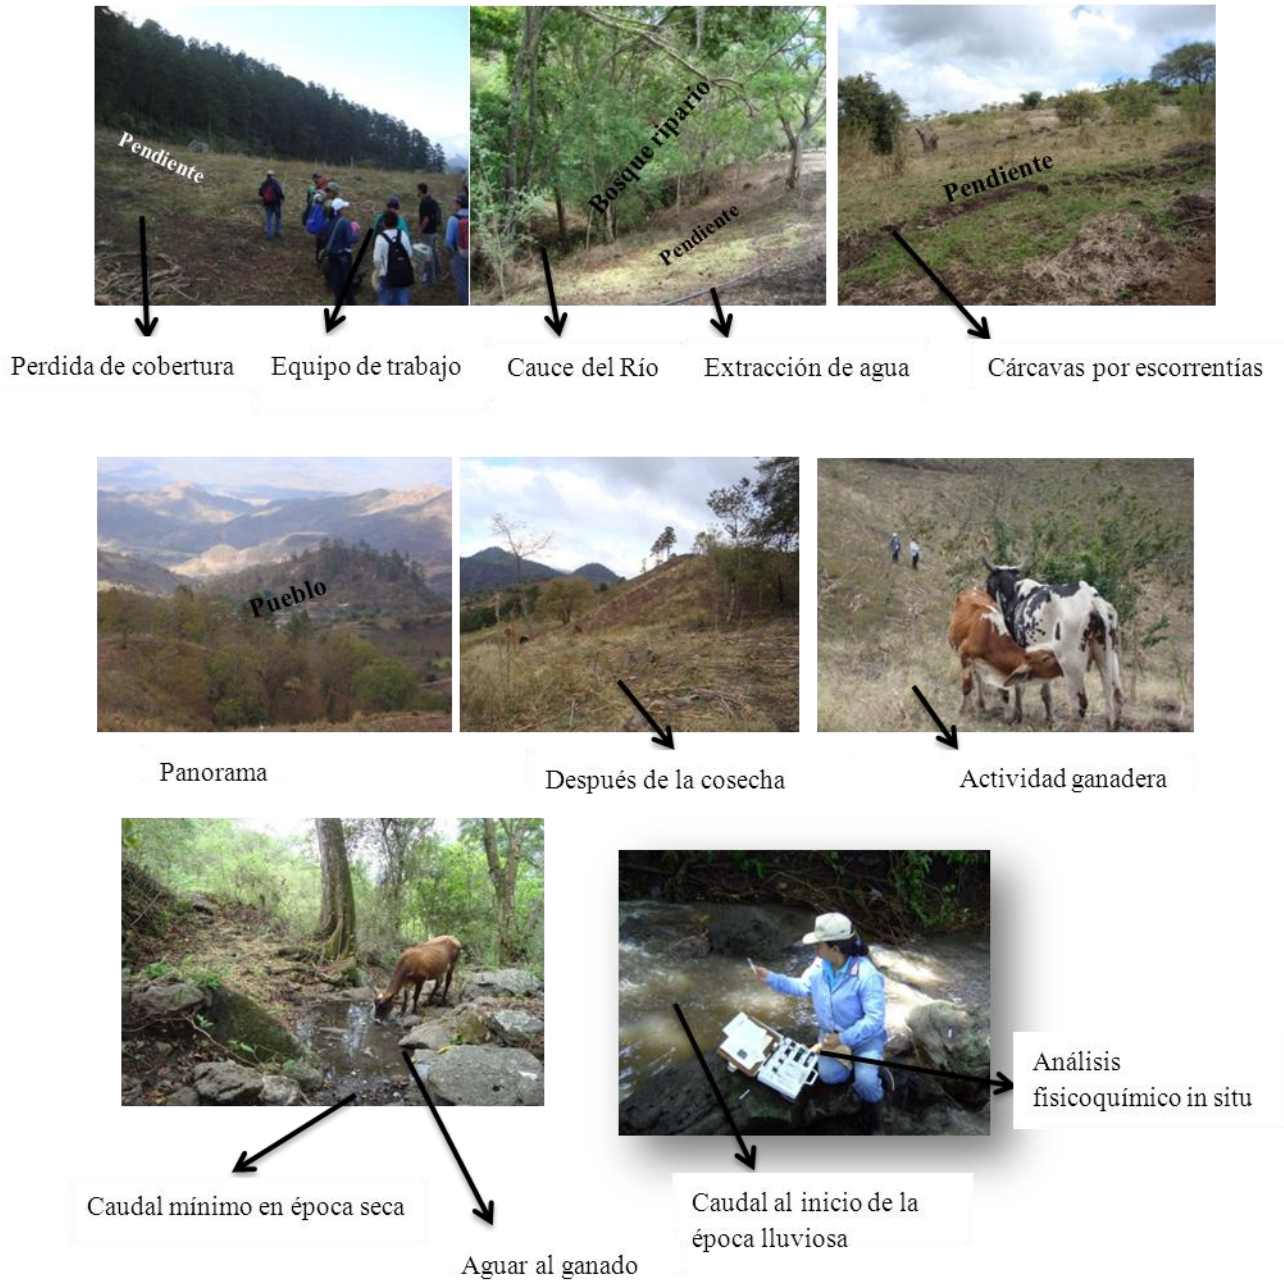 Pendiente
Bosque ripario
Pendiente
Pendiente
Perdida de cobertura
Equipo de trabajo
Cauce del Río
Extracción de agua
Cárcavas por escorrentías
Pueblo
Panorama
Después de la cosecha
Actividad ganadera
Análisis
fisicoquímico in situ
Caudal mínimo en época seca
Caudal al inicio de la
época lluviosa
Aguar al ganado